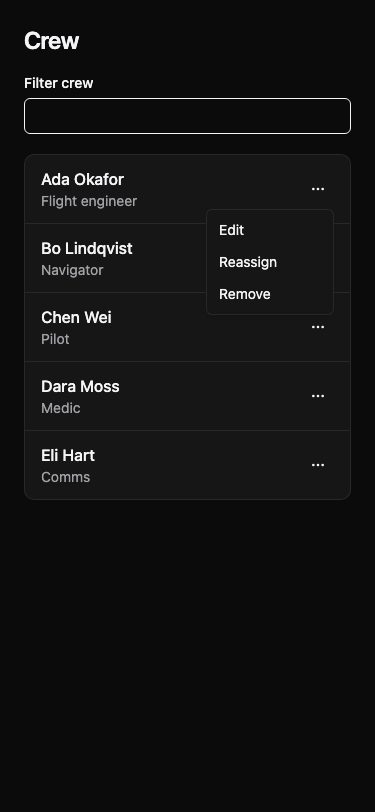 Crew
Filter crew
Ada Okafor
Flight engineer
Edit
Reassign
Remove
Bo Lindqvist
Navigator
Chen Wei
Pilot
Dara Moss
Medic
Eli Hart
Comms